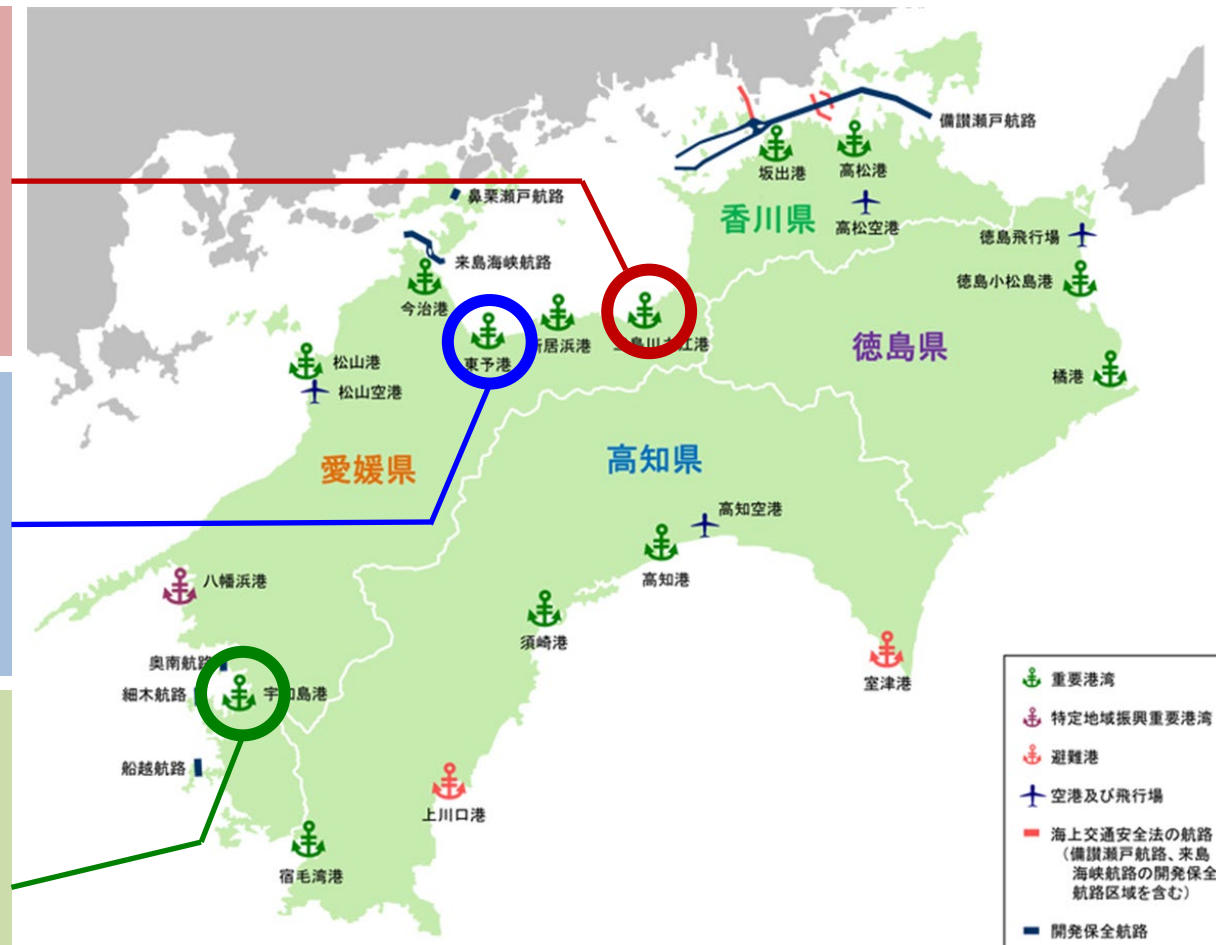 備讃瀬戸航路
坂出港
高松港
鼻栗瀬戸航路
香川県
高松空港
徳島飛行場
来島海峡航路
徳島小松島港
今治港
新居浜港
東予港
徳島県
松山港
橘港
松山空港
愛媛県
高知県
高知空港
高知港
八幡浜港
須崎港
奥南航路
室津港
細木航路
宇和島港
船越航路
上川口港
宿毛湾港
重要港湾
特定地域振興重要港湾
避難港
空港及び飛行場
海上交通安全法の航路
（備讃瀬戸航路、来島
海峡航路の開発保全
航路区域を含む）
開発保全航路